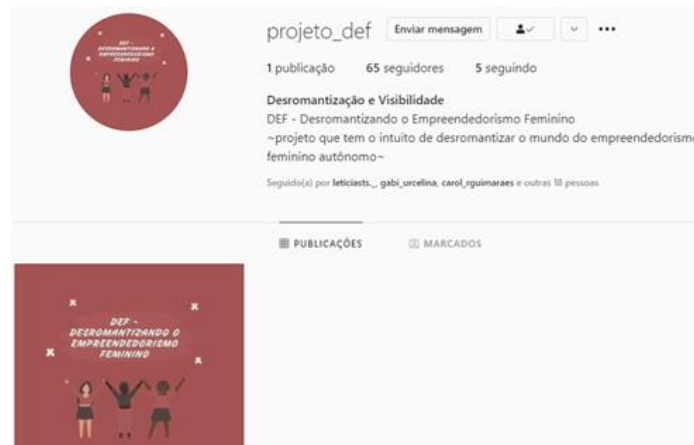 DEF -
DESROMANTIZANDO O
EMPREENDEDORISMO
FEMININO
projeto_def Enviar mensagem
1 publicação 65 seguidores 5 seguindo
Desromantização e Visibilidade
DEF - Desromantizando o Empreendedorismo Feminino
~projeto que tem o intuito de desromantizar o mundo do empreendedorismo
feminino autônomo~
Seguido(a) por leticiasts._, gabi_urcelina, carol_rguimaraes e outras 18 pessoas
PUBLICAÇÕES MARCADOS
DEF -
DESROMANTIZANDO O
EMPREENDEDORISMO
FEMININO